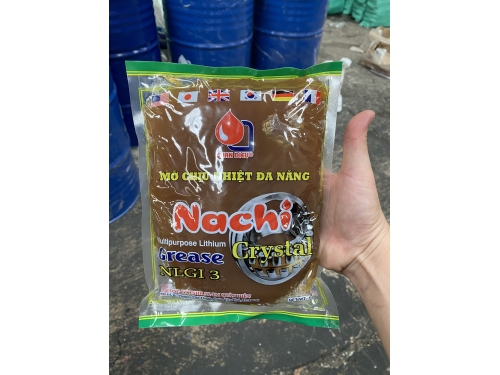 MỠ CHỊU NHIỆT ĐA NĂNG
Nachi
Multipurpose Lithium
Crystal
Grease
NLGI 3